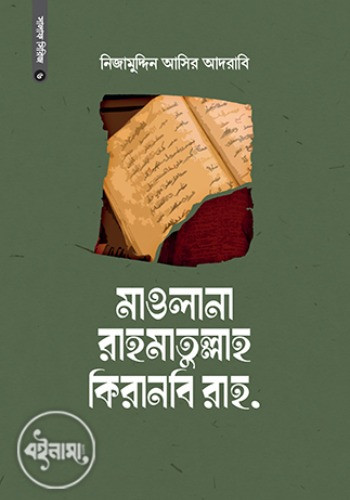 নিজামুদ্দিন আসির আদরাবি
মাওলানা
রাহমাতুল্লাহ
কিরানবি রাহ.
বইনামা